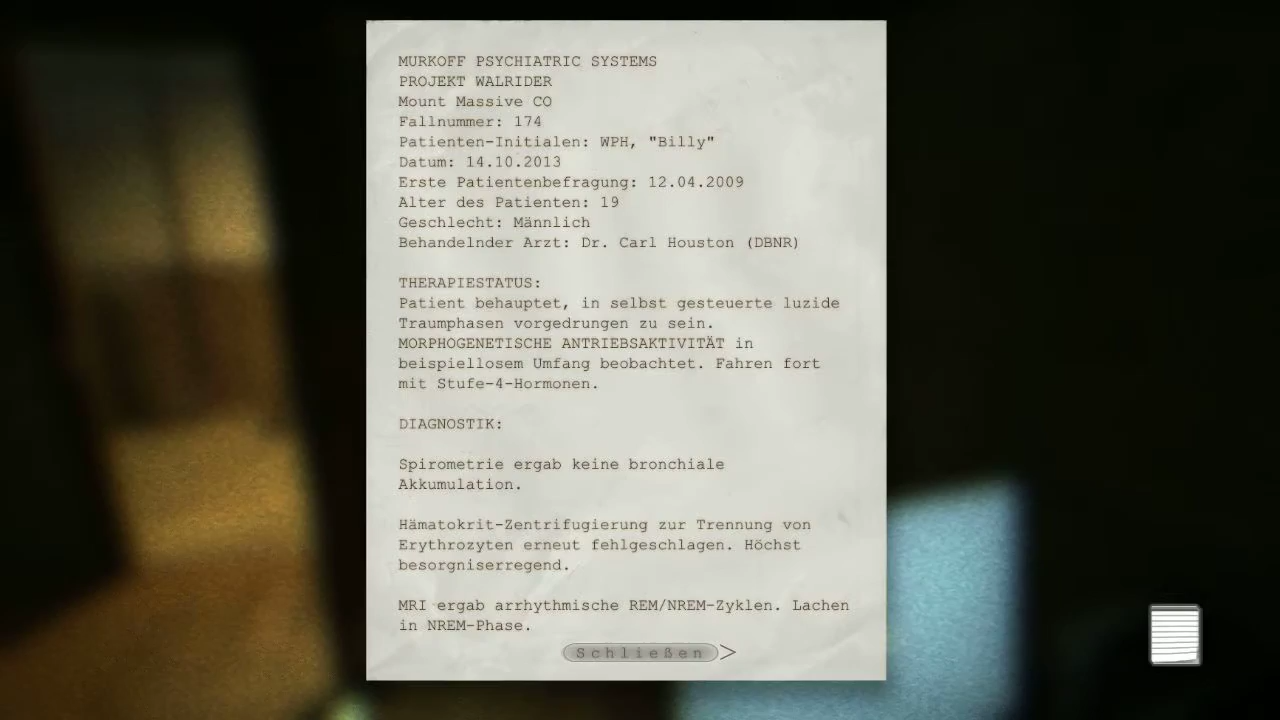 MURKOFF PSYCHIATRIC SYSTEMS
PROJEKT WALRIDER
Mount Massive CO
Fallnummer: 174
Patienten-Initialen: WPH, "Billy"
Datum: 14.10.2013
Erste Patientenbefragung: 12.04.2009
Alter des Patienten: 19
Geschlecht: Männlich
Behandelnder Arzt: Dr. Carl Houston (DBNR)
THERAPIESTATUS:
Patient behauptet, in selbst gesteuerte luzide
Traumphasen vorgedrungen zu sein.
MORPHOGENETISCHE ANTRIEBSAKTIVITÄT in
beispiellosem Umfang beobachtet. Fahren fort
mit Stufe-4-Hormonen.
DIAGNOSTIK:
Spirometrie ergab keine bronchiale
Akkumulation.
Hämatokrit-Zentrifugierung zur Trennung von
Erythrozyten erneut fehlgeschlagen. Höchst
besorgniserregend.
MRI ergab arrhythmische REM/NREM-Zyklen. Lachen
in NREM-Phase.
Schließen >